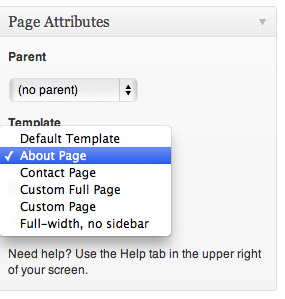 Page Attributes
Parent
(no parent)
Template
Default Template
✓ About Page
Contact Page
Custom Full Page
Custom Page
Full-width, no sidebar
Need help? Use the Help tab in the upper right
of your screen.